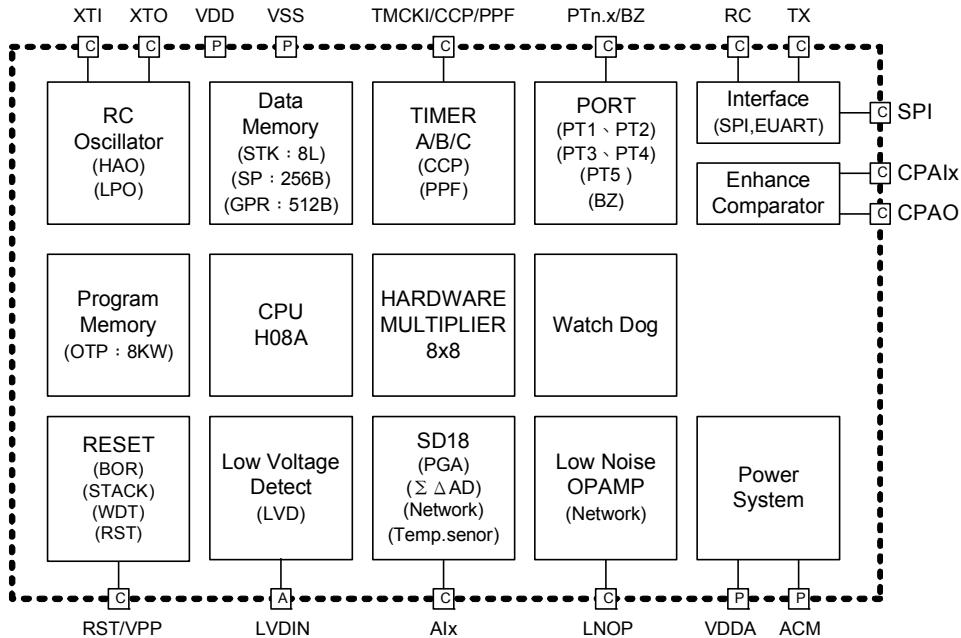 XTI XTO VDD VSS TMCKI/CCP/PPF PTn.x/BZ RC TX
C C P P C C C C
RC
Oscillator
(HAO)
(LPO)
Data
Memory
(STK：8L)
(SP：256B)
(GPR：512B)
TIMER
A/B/C
(CCP)
(PPF)
PORT
(PT1、PT2)
(PT3、PT4)
(PT5 )
(BZ)
Interface
(SPI,EUART)
C SPI
Enhance
Comparator
C CPAIx
C CPAO
Program
Memory
(OTP：8KW)
CPU
H08A
HARDWARE
MULTIPLIER
8x8
Watch Dog
RESET
(BOR)
(STACK)
(WDT)
(RST)
Low Voltage
Detect
(LVD)
SD18
(PGA)
(ΣΔAD)
(Network)
(Temp.senor)
Low Noise
OPAMP
(Network)
Power
System
C A C C P P
RST/VPP LVDIN AIx LNOP VDDA ACM